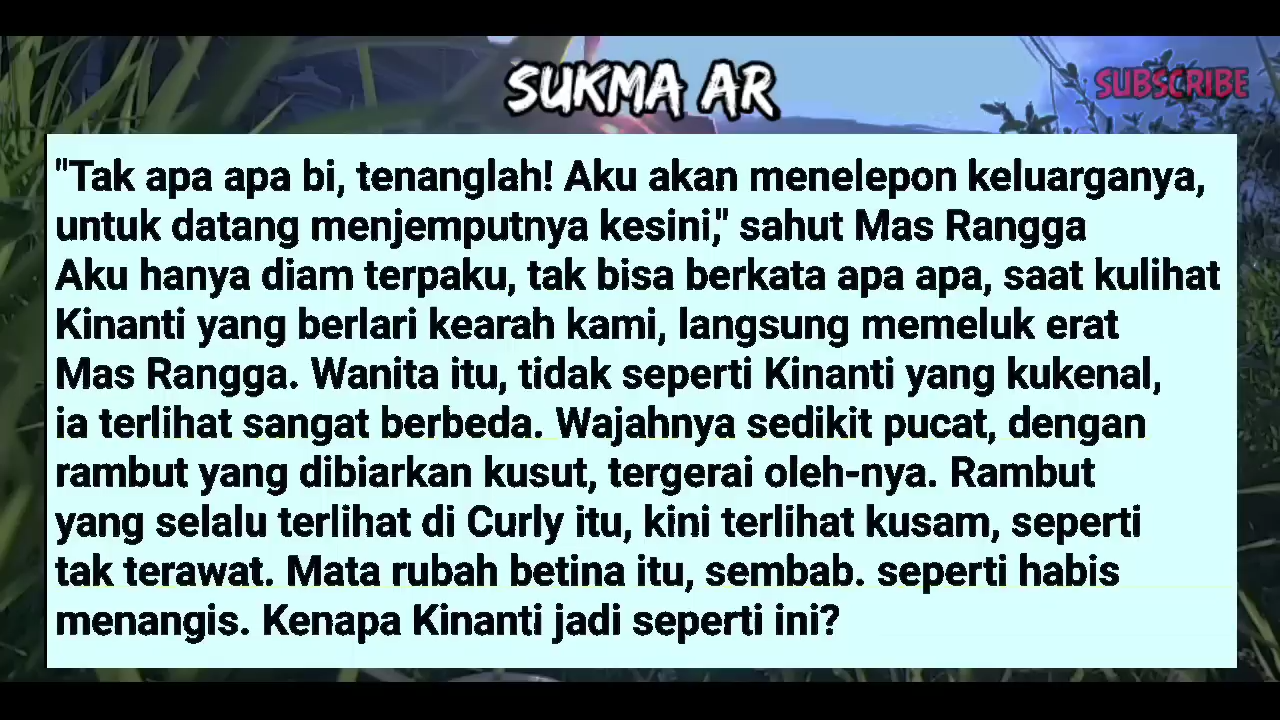 SUKMA AR
SUBSCRIBE
"Tak apa apa bi, tenanglah! Aku akan menelepon keluarganya,
untuk datang menjemputnya kesini," sahut Mas Rangga
Aku hanya diam terpaku, tak bisa berkata apa apa, saat kulihat
Kinanti yang berlari kearah kami, langsung memeluk erat
Mas Rangga. Wanita itu, tidak seperti Kinanti yang kukenal,
ia terlihat sangat berbeda. Wajahnya sedikit pucat, dengan
rambut yang dibiarkan kusut, tergerai oleh-nya. Rambut
yang selalu terlihat di Curly itu, kini terlihat kusam, seperti
tak terawat. Mata rubah betina itu, sembab. seperti habis
menangis. Kenapa Kinanti jadi seperti ini?